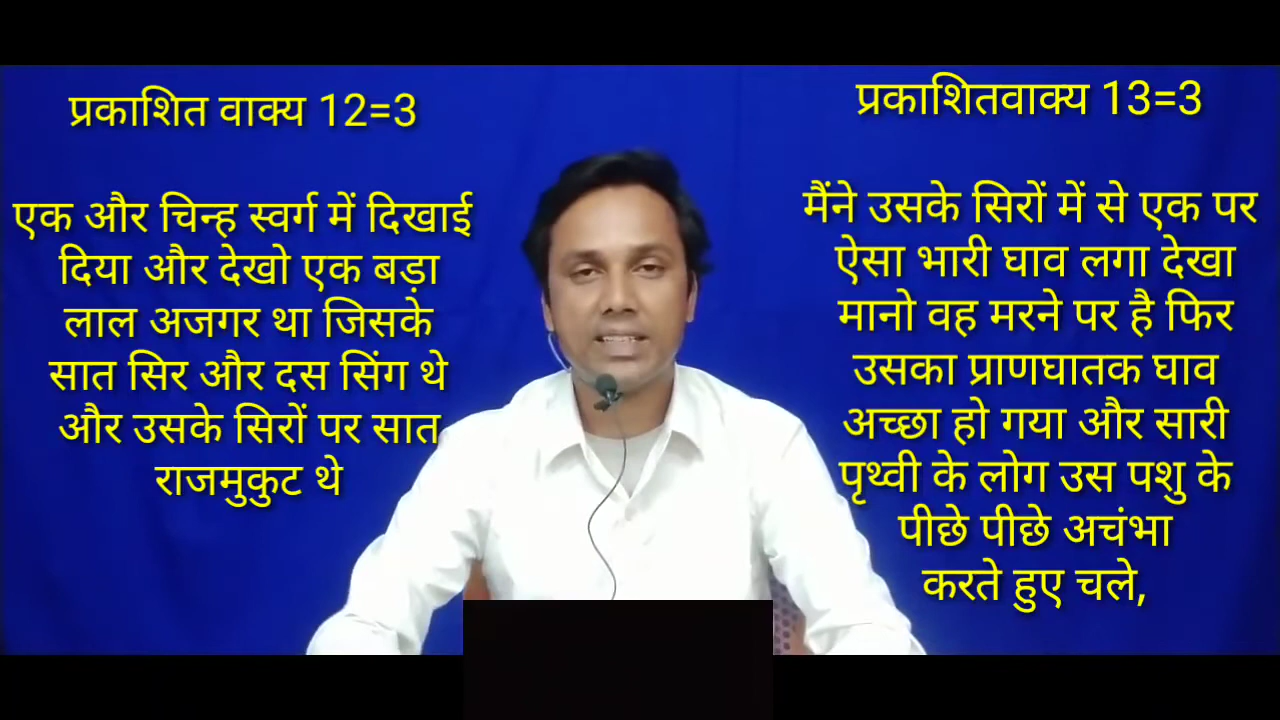 प्रकाशित वाक्य 12=3
एक और चिन्ह स्वर्ग में दिखाई
दिया और देखो एक बड़ा
लाल अजगर था जिसके
सात सिर और दस सिंग थे
और उसके सिरों पर सात
राजमुकुट थे
प्रकाशितवाक्य 13=3
मैंने उसके सिरों में से एक पर
ऐसा भारी घाव लगा देखा
मानो वह मरने पर है फिर
उसका प्राणघातक घाव
अच्छा हो गया और सारी
पृथ्वी के लोग उस पशु के
पीछे पीछे अचंभा
करते हुए चले,